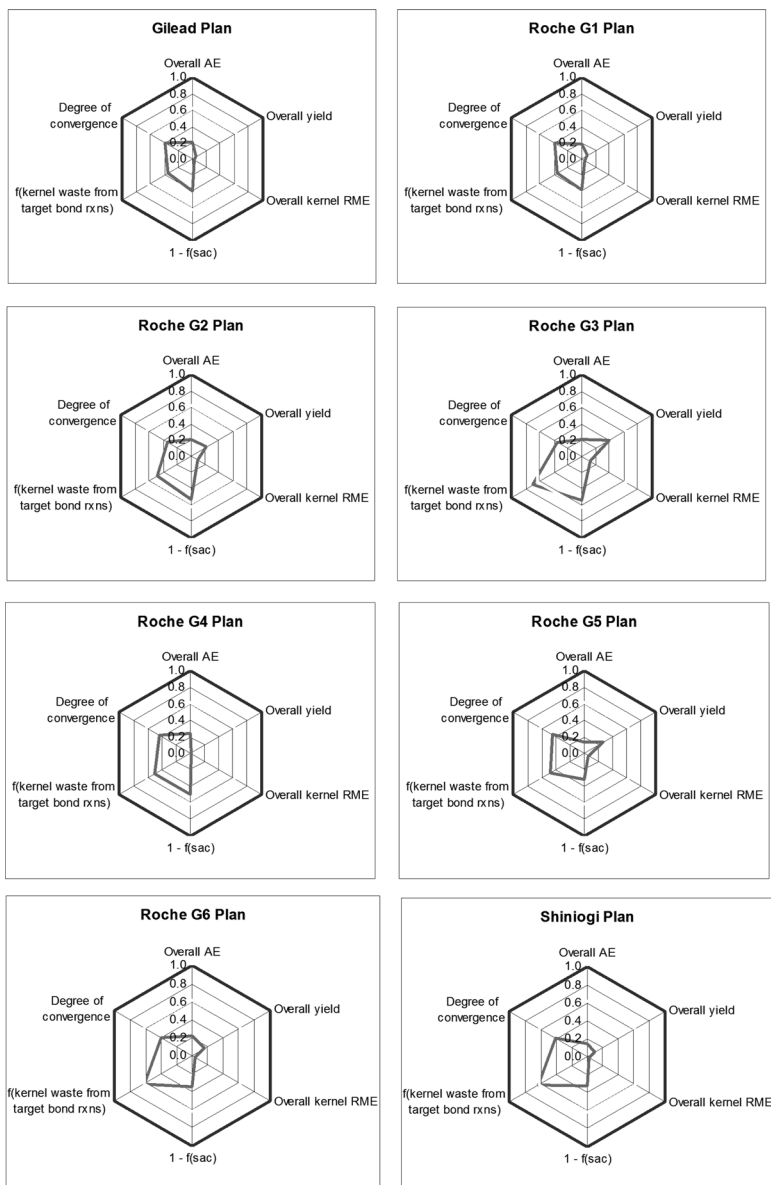 Gilead Plan
Overall AE
1.0
0.8
0.6
0.4
0.2
0.0
Overall yield
Overall kernel RME
1 - f(sac)
f(kernel waste from
target bond rxns)
Degree of
convergence
Roche G1 Plan
Overall AE
1.0
0.8
0.6
0.4
0.2
0.0
Overall yield
Overall kernel RME
1 - f(sac)
f(kernel waste from
target bond rxns)
Degree of
convergence
Roche G2 Plan
Overall AE
1.0
0.8
0.6
0.4
0.2
0.0
Overall yield
Overall kernel RME
1 - f(sac)
f(kernel waste from
target bond rxns)
Degree of
convergence
Roche G3 Plan
Overall AE
1.0
0.8
0.6
0.4
0.2
0.0
Overall yield
Overall kernel RME
1 - f(sac)
f(kernel waste from
target bond rxns)
Degree of
convergence
Roche G4 Plan
Overall AE
1.0
0.8
0.6
0.4
0.2
0.0
Overall yield
Overall kernel RME
1 - f(sac)
f(kernel waste from
target bond rxns)
Degree of
convergence
Roche G5 Plan
Overall AE
1.0
0.8
0.6
0.4
0.2
0.0
Overall yield
Overall kernel RME
1 - f(sac)
f(kernel waste from
target bond rxns)
Degree of
convergence
Roche G6 Plan
Overall AE
1.0
0.8
0.6
0.4
0.2
0.0
Overall yield
Overall kernel RME
1 - f(sac)
f(kernel waste from
target bond rxns)
Degree of
convergence
Shiniogi Plan
Overall AE
1.0
0.8
0.6
0.4
0.2
0.0
Overall yield
Overall kernel RME
1 - f(sac)
f(kernel waste from
target bond rxns)
Degree of
convergence